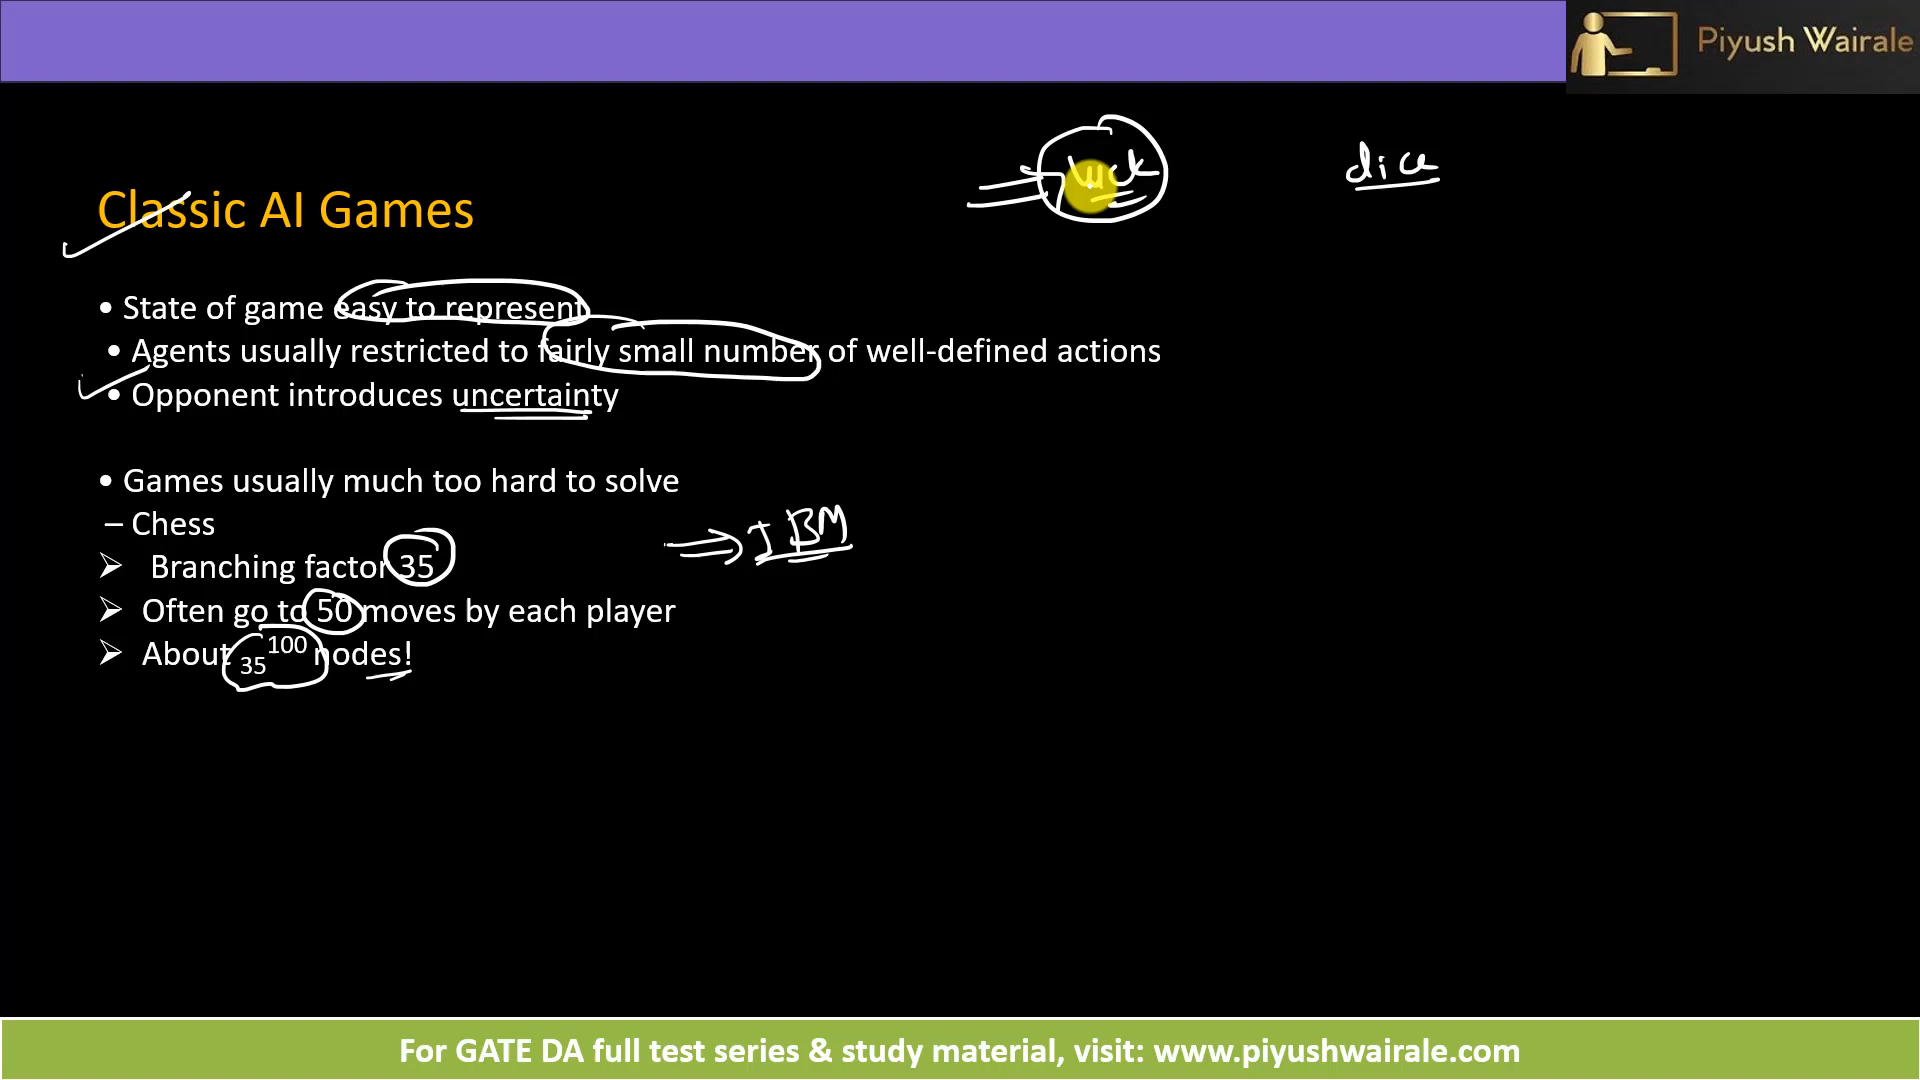 Piyush Wairale
luck
dice
Classic AI Games
• State of game easy to represent
• Agents usually restricted to fairly small number of well-defined actions
• Opponent introduces uncertainty
• Games usually much too hard to solve
– Chess
➢ Branching factor 35
⇒ IBM
➢ Often go to 50 moves by each player
➢ About 35^100 nodes!
For GATE DA full test series & study material, visit: www.piyushwairale.com